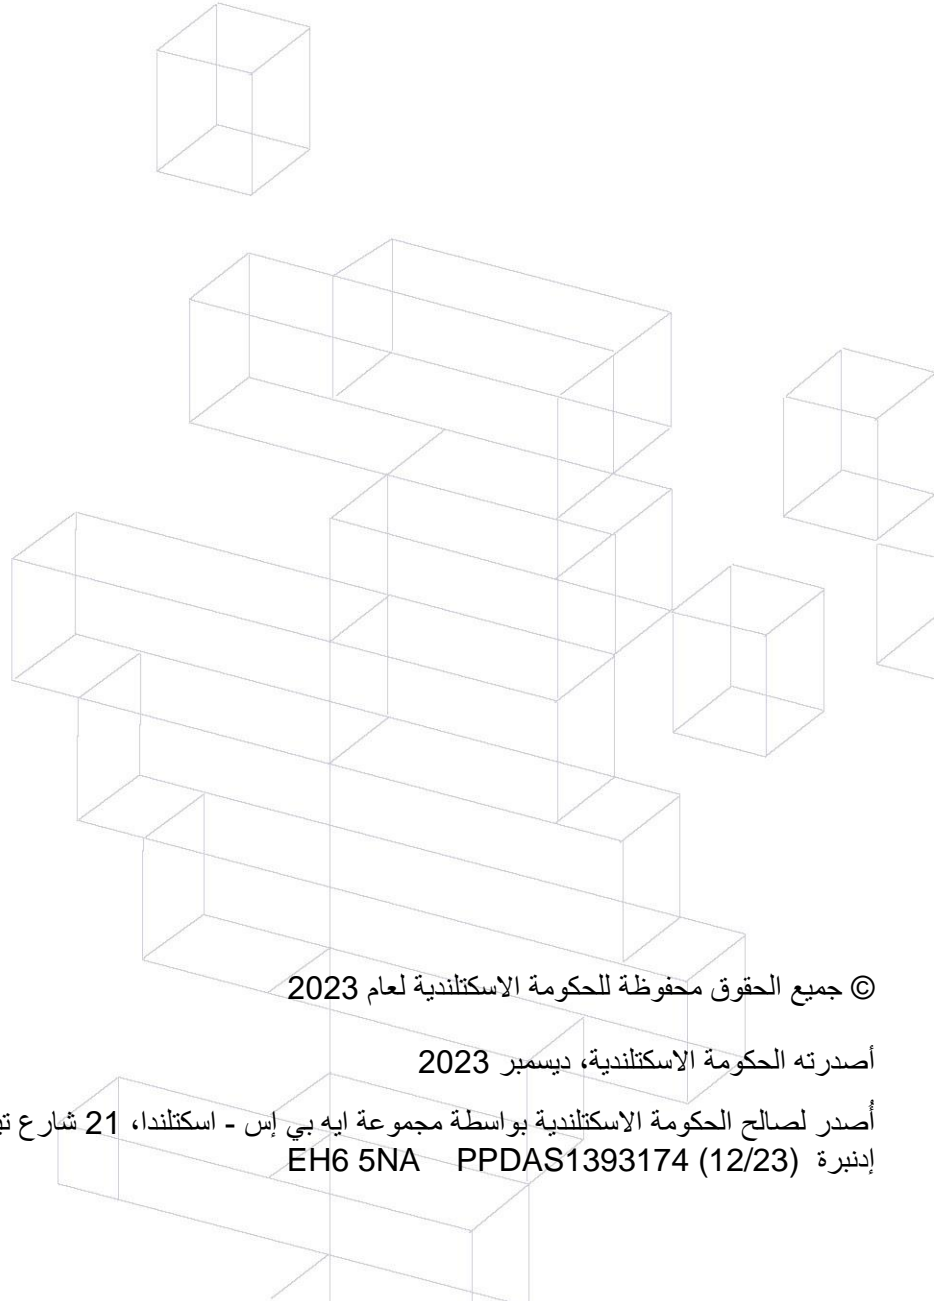 © جميع الحقوق محفوظة للحكومة الاسكتلندية لعام 2023
أصدرته الحكومة الاسكتلندية، ديسمبر 2023
أُصدر لصالح الحكومة الاسكتلندية بواسطة مجموعة ايه بي إس - اسكتلندا، 21 شارع
إدنبرة EH6 5NA PPDAS1393174 (12/23)